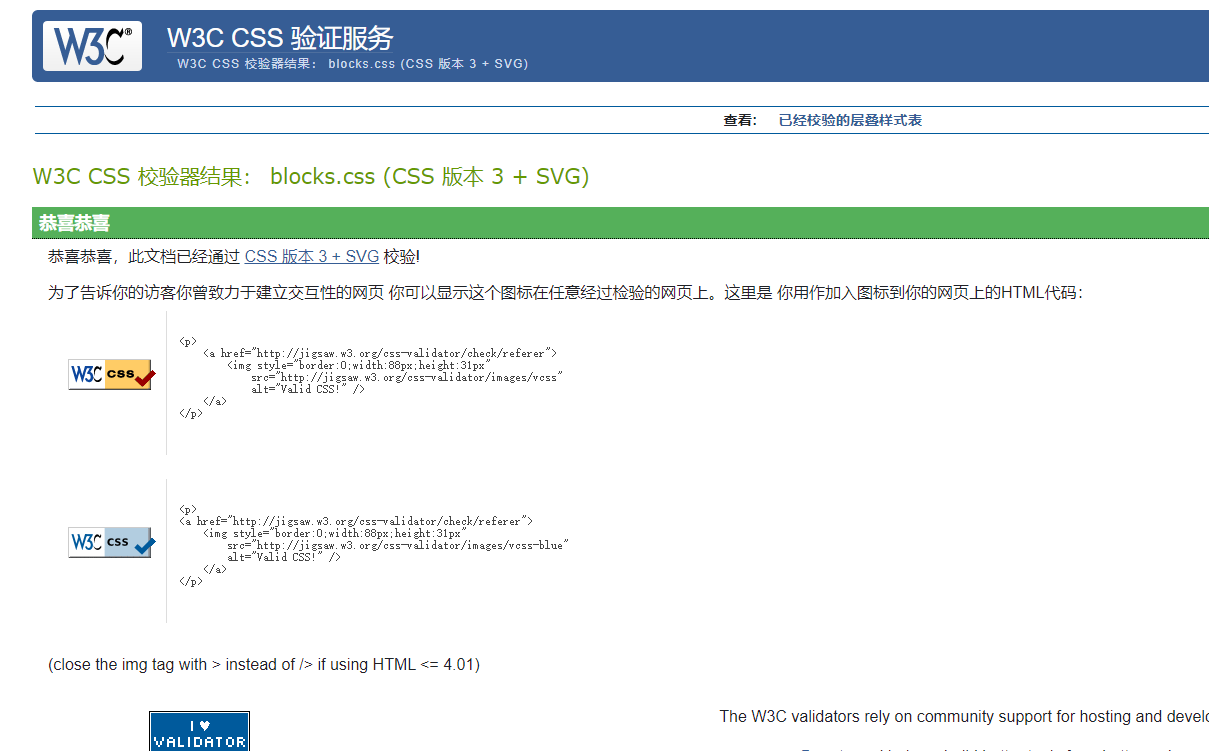 W3C®
W3C CSS 验证服务
W3C CSS 校验器结果： blocks.css (CSS 版本 3 + SVG)
查看： 已经校验的层叠样式表
W3C CSS 校验器结果： blocks.css (CSS 版本 3 + SVG)
恭喜恭喜
恭喜恭喜，此文档已经通过 CSS 版本 3 + SVG 校验!
为了告诉你的访客你曾致力于建立交互性的网页 你可以显示这个图标在任意经过检验的网页上。这里是 你用作加入图标到你的网页上的HTML代码：
<p>
<a href="http://jigsaw.w3.org/css-validator/check/referer">
<img style="border:0;width:88px;height:31px"
W3C css
src="http://jigsaw.w3.org/css-validator/images/vcss"
alt="Valid CSS!" />
</a>
</p>
<p>
<a href="http://jigsaw.w3.org/css-validator/check/referer">
<img style="border:0;width:88px;height:31px"
W3C css
src="http://jigsaw.w3.org/css-validator/images/vcss-blue"
alt="Valid CSS!" />
</a>
</p>
(close the img tag with > instead of /> if using HTML <= 4.01)
I ♥
VALIDATOR
The W3C validators rely on community support for hosting and develo